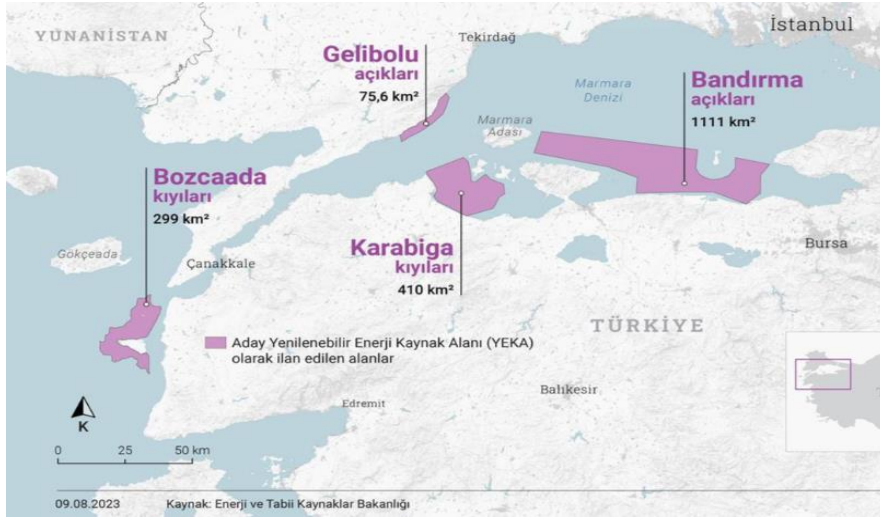 YUNANİSTAN
İstanbul
Tekirdağ
Gelibolu
açıkları
75,6 km²
Marmara
Denizi
Bandırma
açıkları
1111 km²
Marmara
Adası
Bozcaada
kıyıları
299 km²
Gökçeada
Çanakkale
Karabiga
kıyıları
410 km²
Bursa
TÜRKİYE
Aday Yenilenebilir Enerji Kaynak Alanı (YEKA)
olarak ilan edilen alanlar
Balıkesir
Edremit
K
0 25 50 km
09.08.2023 Kaynak: Enerji ve Tabii Kaynaklar Bakanlığı